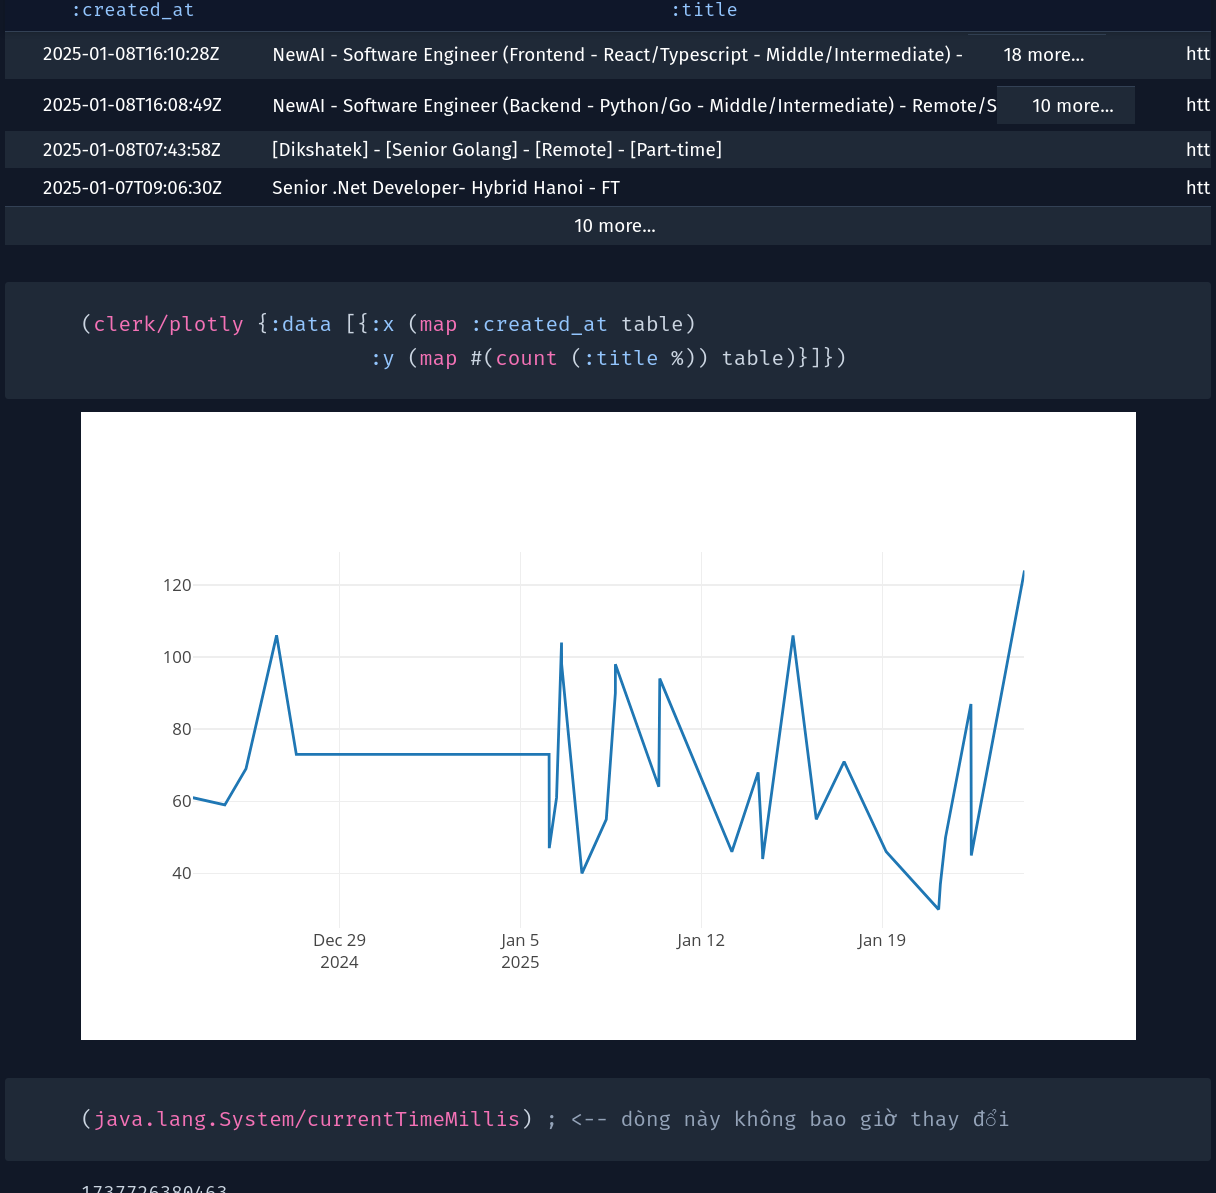 :created_at :title
2025-01-08T16:10:28Z NewAI - Software Engineer (Frontend - React/Typescript - Middle/Intermediate) - 18 more... htt
2025-01-08T16:08:49Z NewAI - Software Engineer (Backend - Python/Go - Middle/Intermediate) - Remote/S 10 more... htt
2025-01-08T07:43:58Z [Dikshatek] - [Senior Golang] - [Remote] - [Part-time] htt
2025-01-07T09:06:30Z Senior .Net Developer- Hybrid Hanoi - FT htt
10 more...
(clerk/plotly {:data [{:x (map :created_at table)
:y (map #(count (:title %)) table)}]})
120
100
80
60
40
Dec 29 Jan 5 Jan 12 Jan 19
2024 2025
(java.lang.System/currentTimeMillis) ; <-- dòng này không bao giờ thay đổi
1737726380463